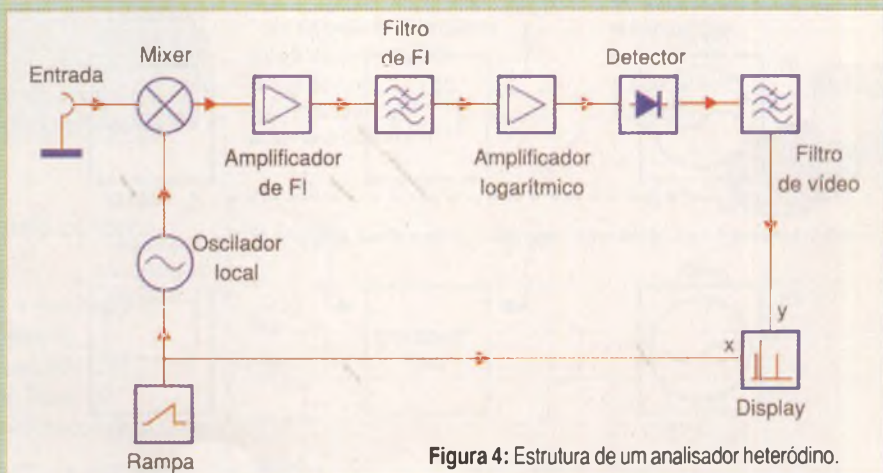 Filtro
de FI
Mixer
Detector
Entrada
Amplificador
de FI
Amplificador
logarítmico
Filtro
de vídeo
Oscilador
local
y
x
Display
Rampa
Figura 4: Estrutura de um analisador heteródino.